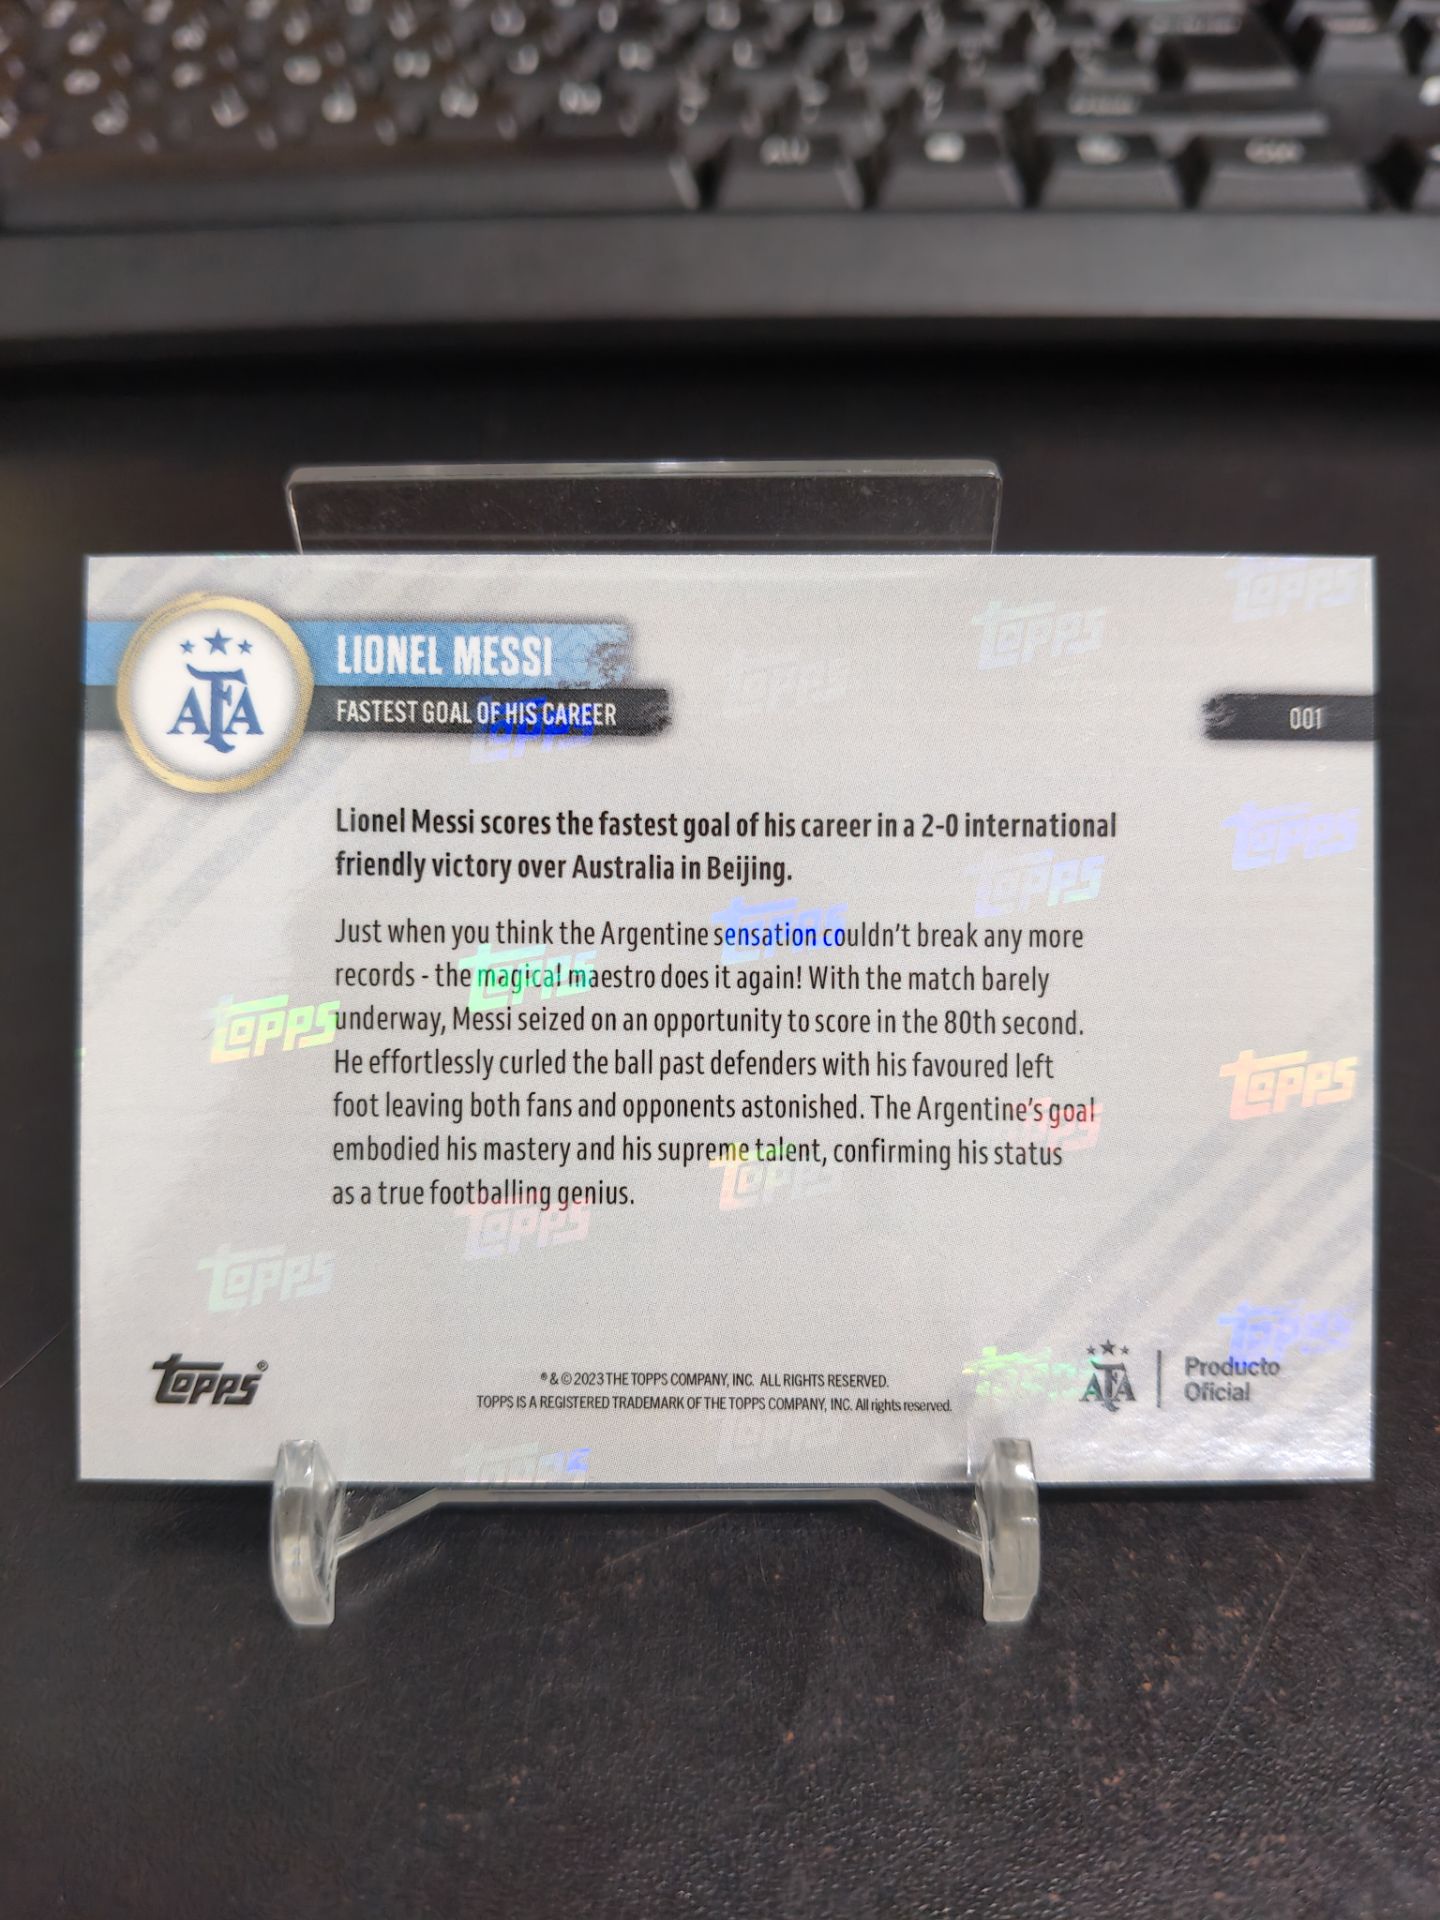 AFA
LIONEL MESSI
FASTEST GOAL OF HIS CAREER
001
Lionel Messi scores the fastest goal of his career in a 2-0 international
friendly victory over Australia in Beijing.
Just when you think the Argentine sensation couldn't break any more
records - the magical maestro does it again! With the match barely
underway, Messi seized on an opportunity to score in the 80th second.
He effortlessly curled the ball past defenders with his favoured left
foot leaving both fans and opponents astonished. The Argentine's goal
embodied his mastery and his supreme talent, confirming his status
as a true footballing genius.
Topps®
® & © 2023 THE TOPPS COMPANY, INC. ALL RIGHTS RESERVED.
TOPPS IS A REGISTERED TRADEMARK OF THE TOPPS COMPANY, INC. All rights reserved.
AFA
Producto
Oficial